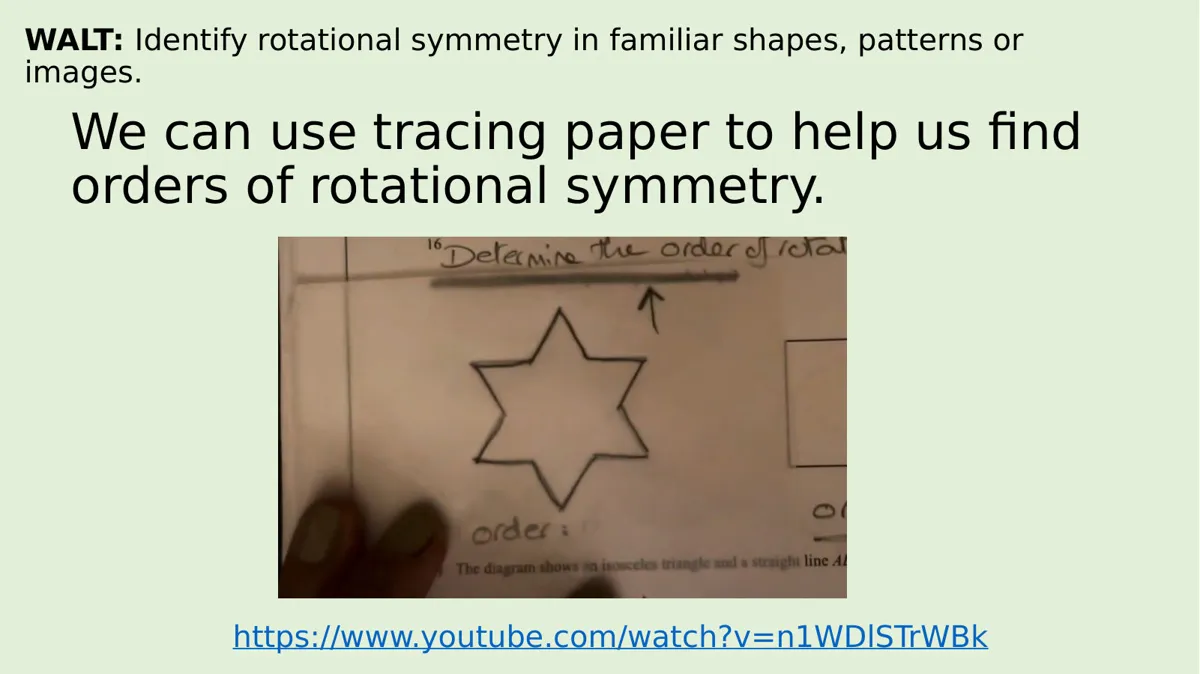 WALT: Identify rotational symmetry in familiar shapes, patterns or
images.
We can use tracing paper to help us find
orders of rotational symmetry.
16 Determine the order of rotat
order :
or
The diagram shows an isosceles triangle and a straight line
https://www.youtube.com/watch?v=n1WDlSTrWBk